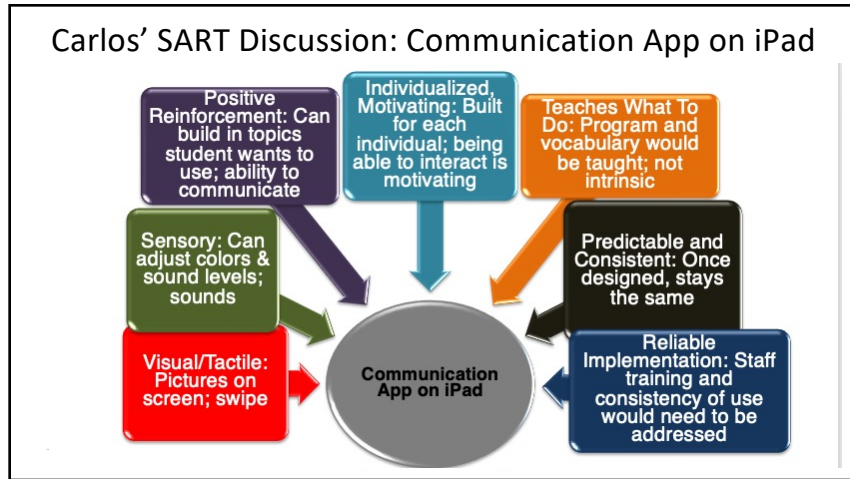 Carlos’ SART Discussion: Communication App on iPad
Positive
Reinforcement: Can
build in topics
student wants to
use; ability to
communicate
Individualized,
Motivating: Built
for each
individual; being
able to interact is
motivating
Teaches What To
Do: Program and
vocabulary would
be taught; not
intrinsic
Sensory: Can
adjust colors &
sound levels;
sounds
Predictable and
Consistent: Once
designed, stays
the same
Visual/Tactile:
Pictures on
screen; swipe
Communication
App on iPad
Reliable
Implementation: Staff
training and
consistency of use
would need to be
addressed